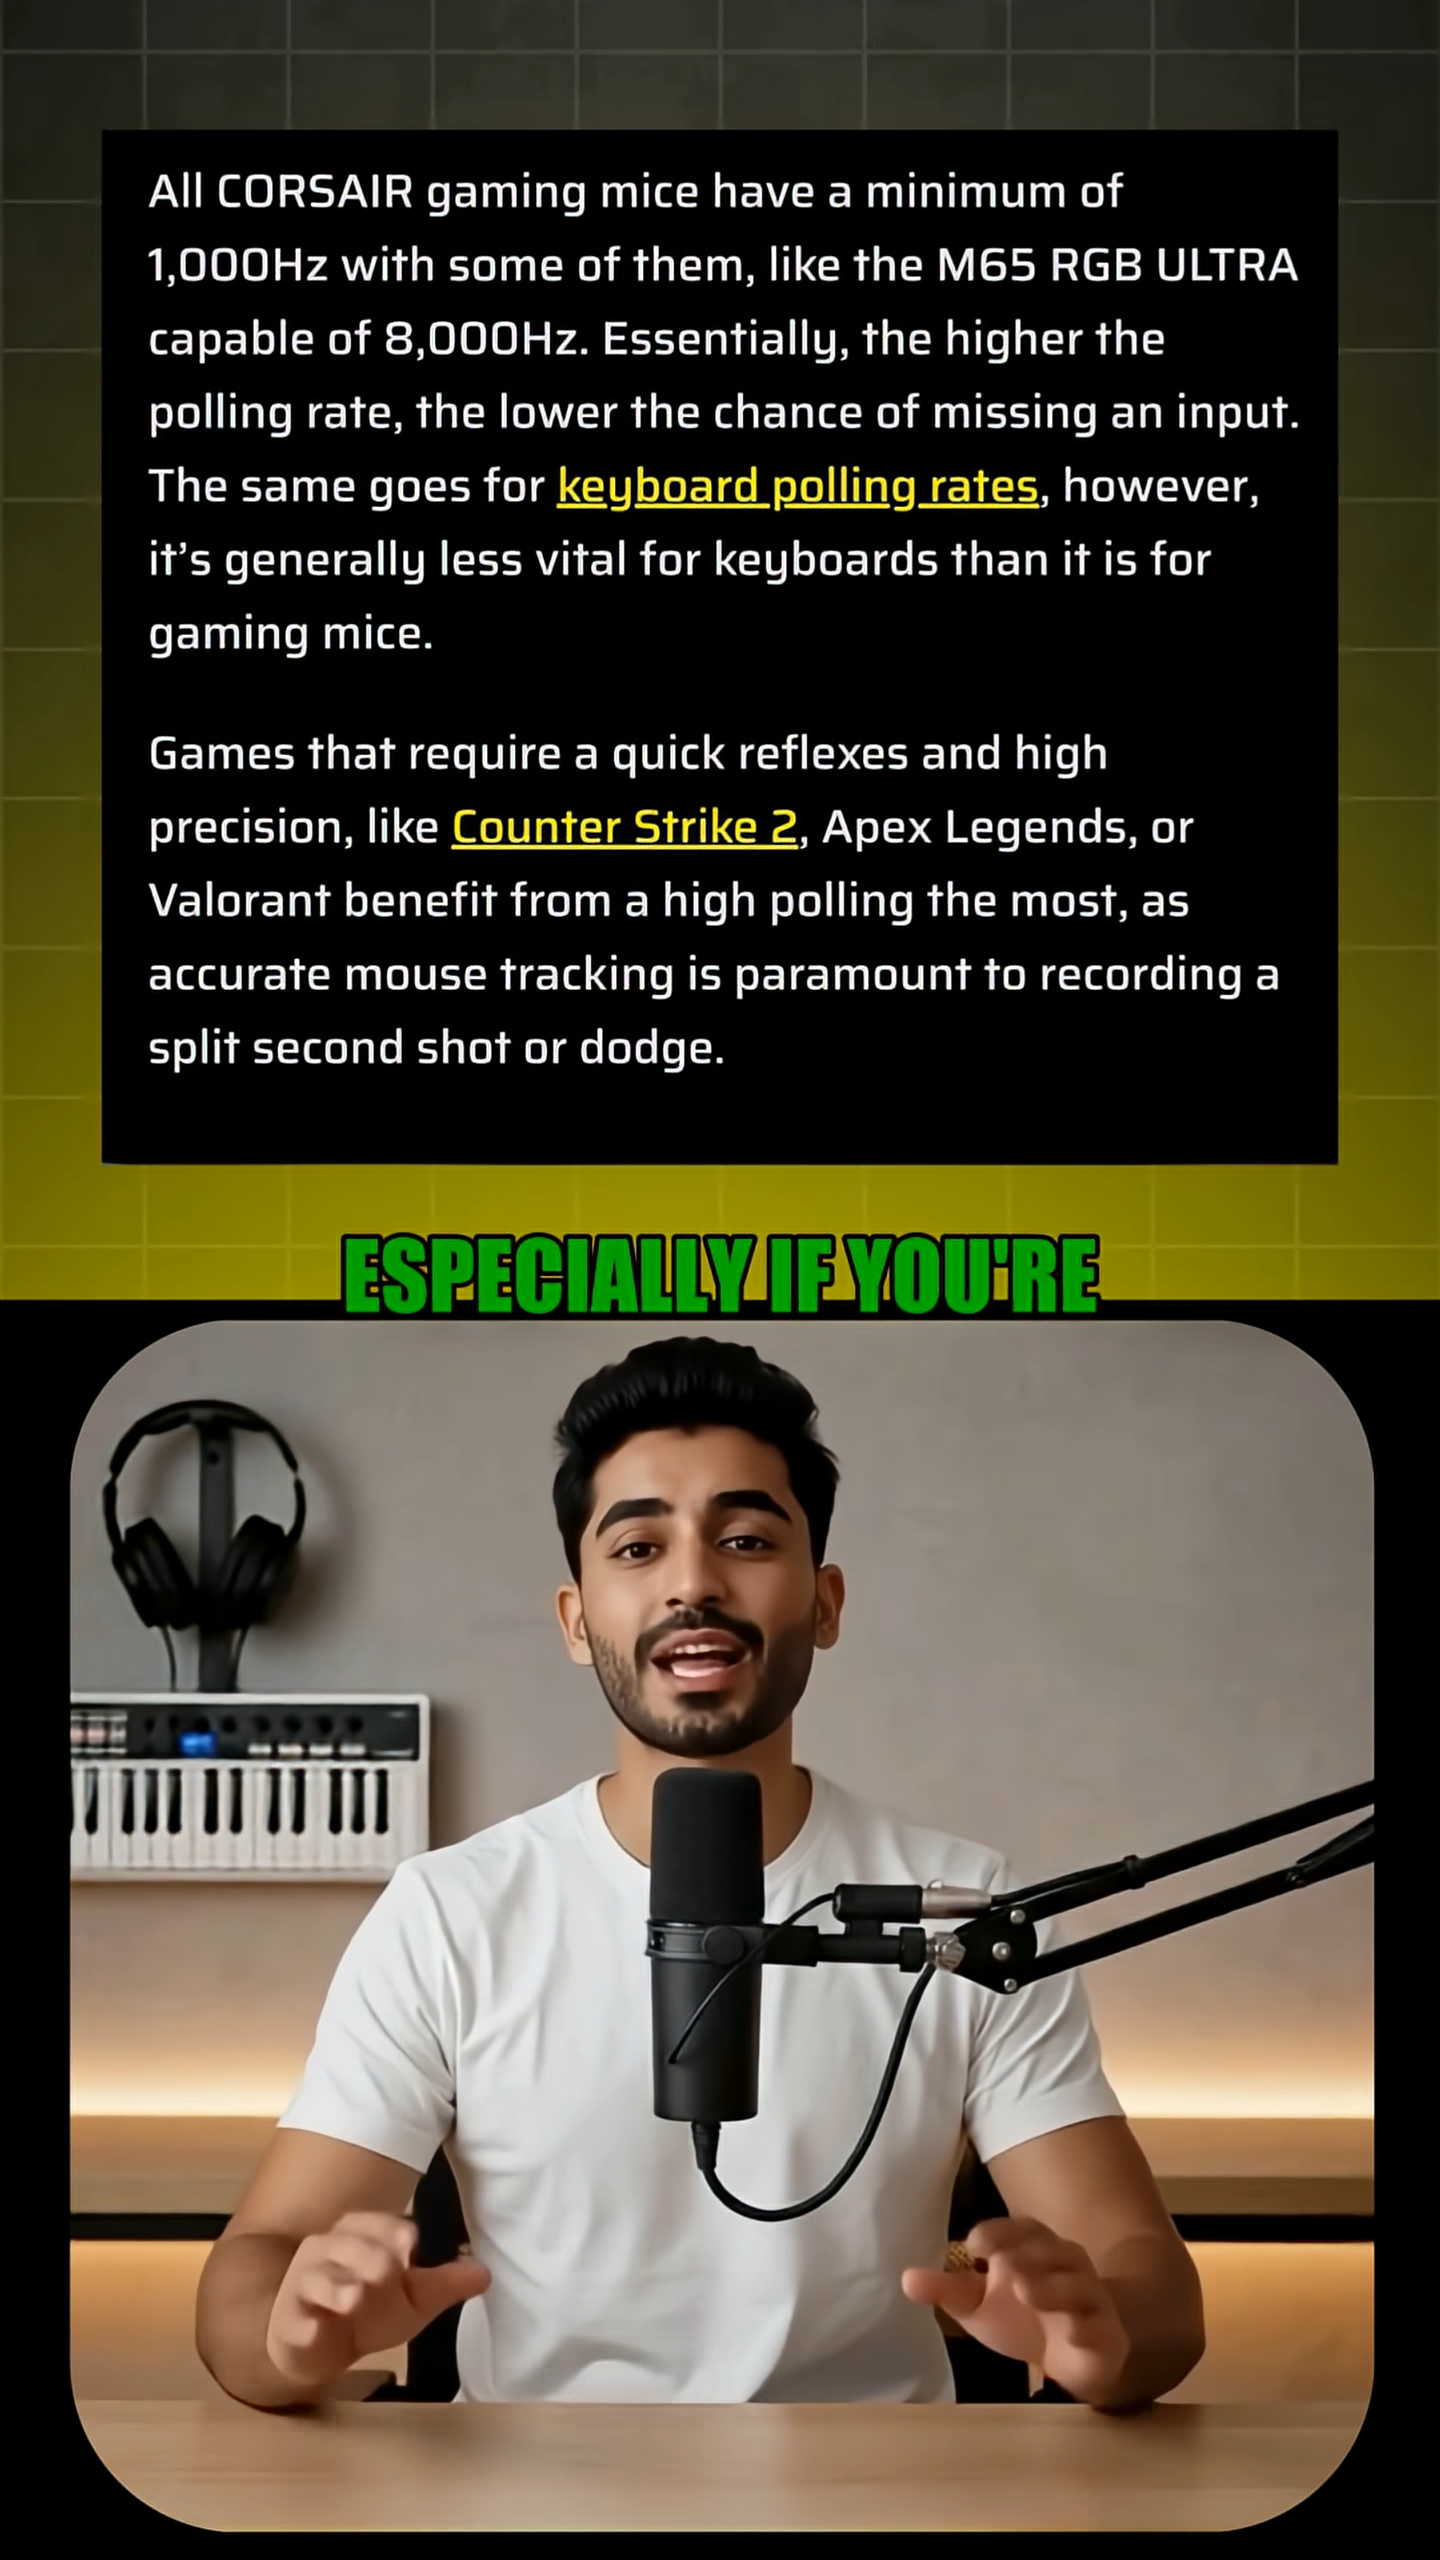 All CORSAIR gaming mice have a minimum of
1,000Hz with some of them, like the M65 RGB ULTRA
capable of 8,000Hz. Essentially, the higher the
polling rate, the lower the chance of missing an input.
The same goes for keyboard polling rates, however,
it’s generally less vital for keyboards than it is for
gaming mice.
Games that require a quick reflexes and high
precision, like Counter Strike 2, Apex Legends, or
Valorant benefit from a high polling the most, as
accurate mouse tracking is paramount to recording a
split second shot or dodge.
ESPECIALLY IF YOU'RE